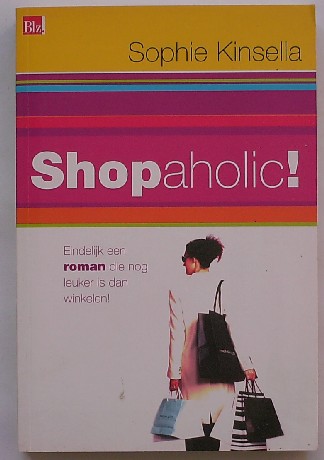 Blz.
Sophie Kinsella
Shopaholic!
Eindelijk een
roman die nog
leuker is dan
winkelen!